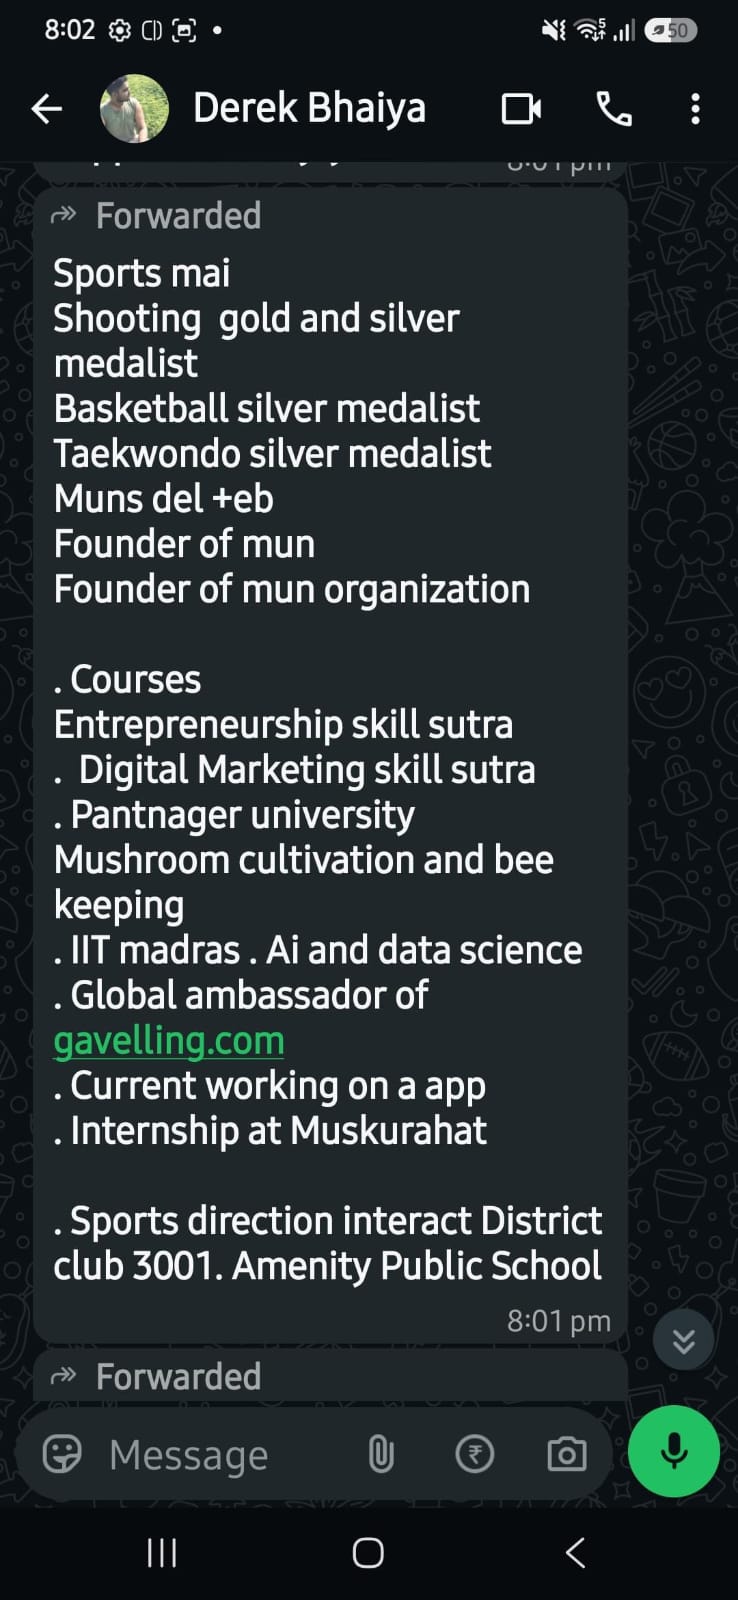 8:02
50
Derek Bhaiya
8:01 pm
Forwarded
Sports mai
Shooting  gold and silver
medalist
Basketball silver medalist
Taekwondo silver medalist
Muns del +eb
Founder of mun
Founder of mun organization
. Courses
Entrepreneurship skill sutra
.  Digital Marketing skill sutra
. Pantnager university
Mushroom cultivation and bee
keeping
. IIT madras . Ai and data science
. Global ambassador of
gavelling.com
. Current working on a app
. Internship at Muskurahat
. Sports direction interact District
club 3001. Amenity Public School
8:01 pm
Forwarded
Message